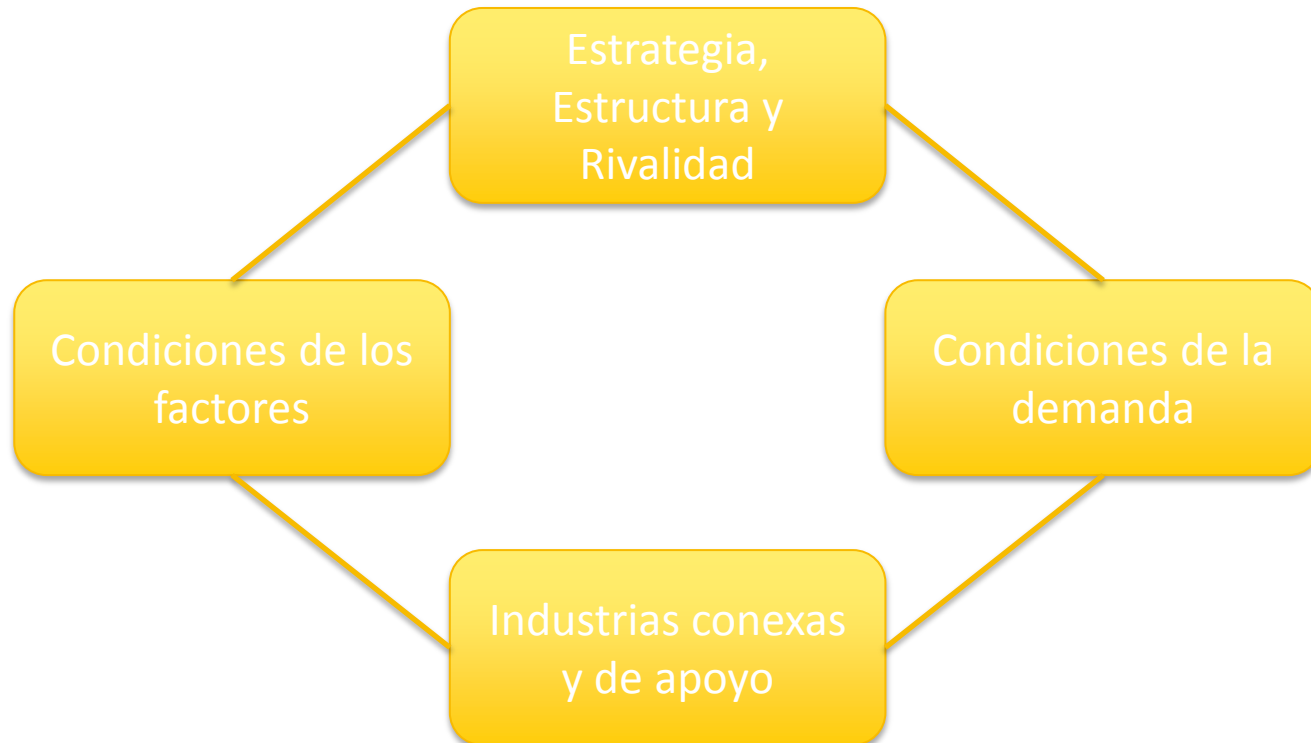 Estrategia,
Estructura y
Rivalidad
Condiciones de los
factores
Condiciones de la
demanda
Industrias conexas
y de apoyo